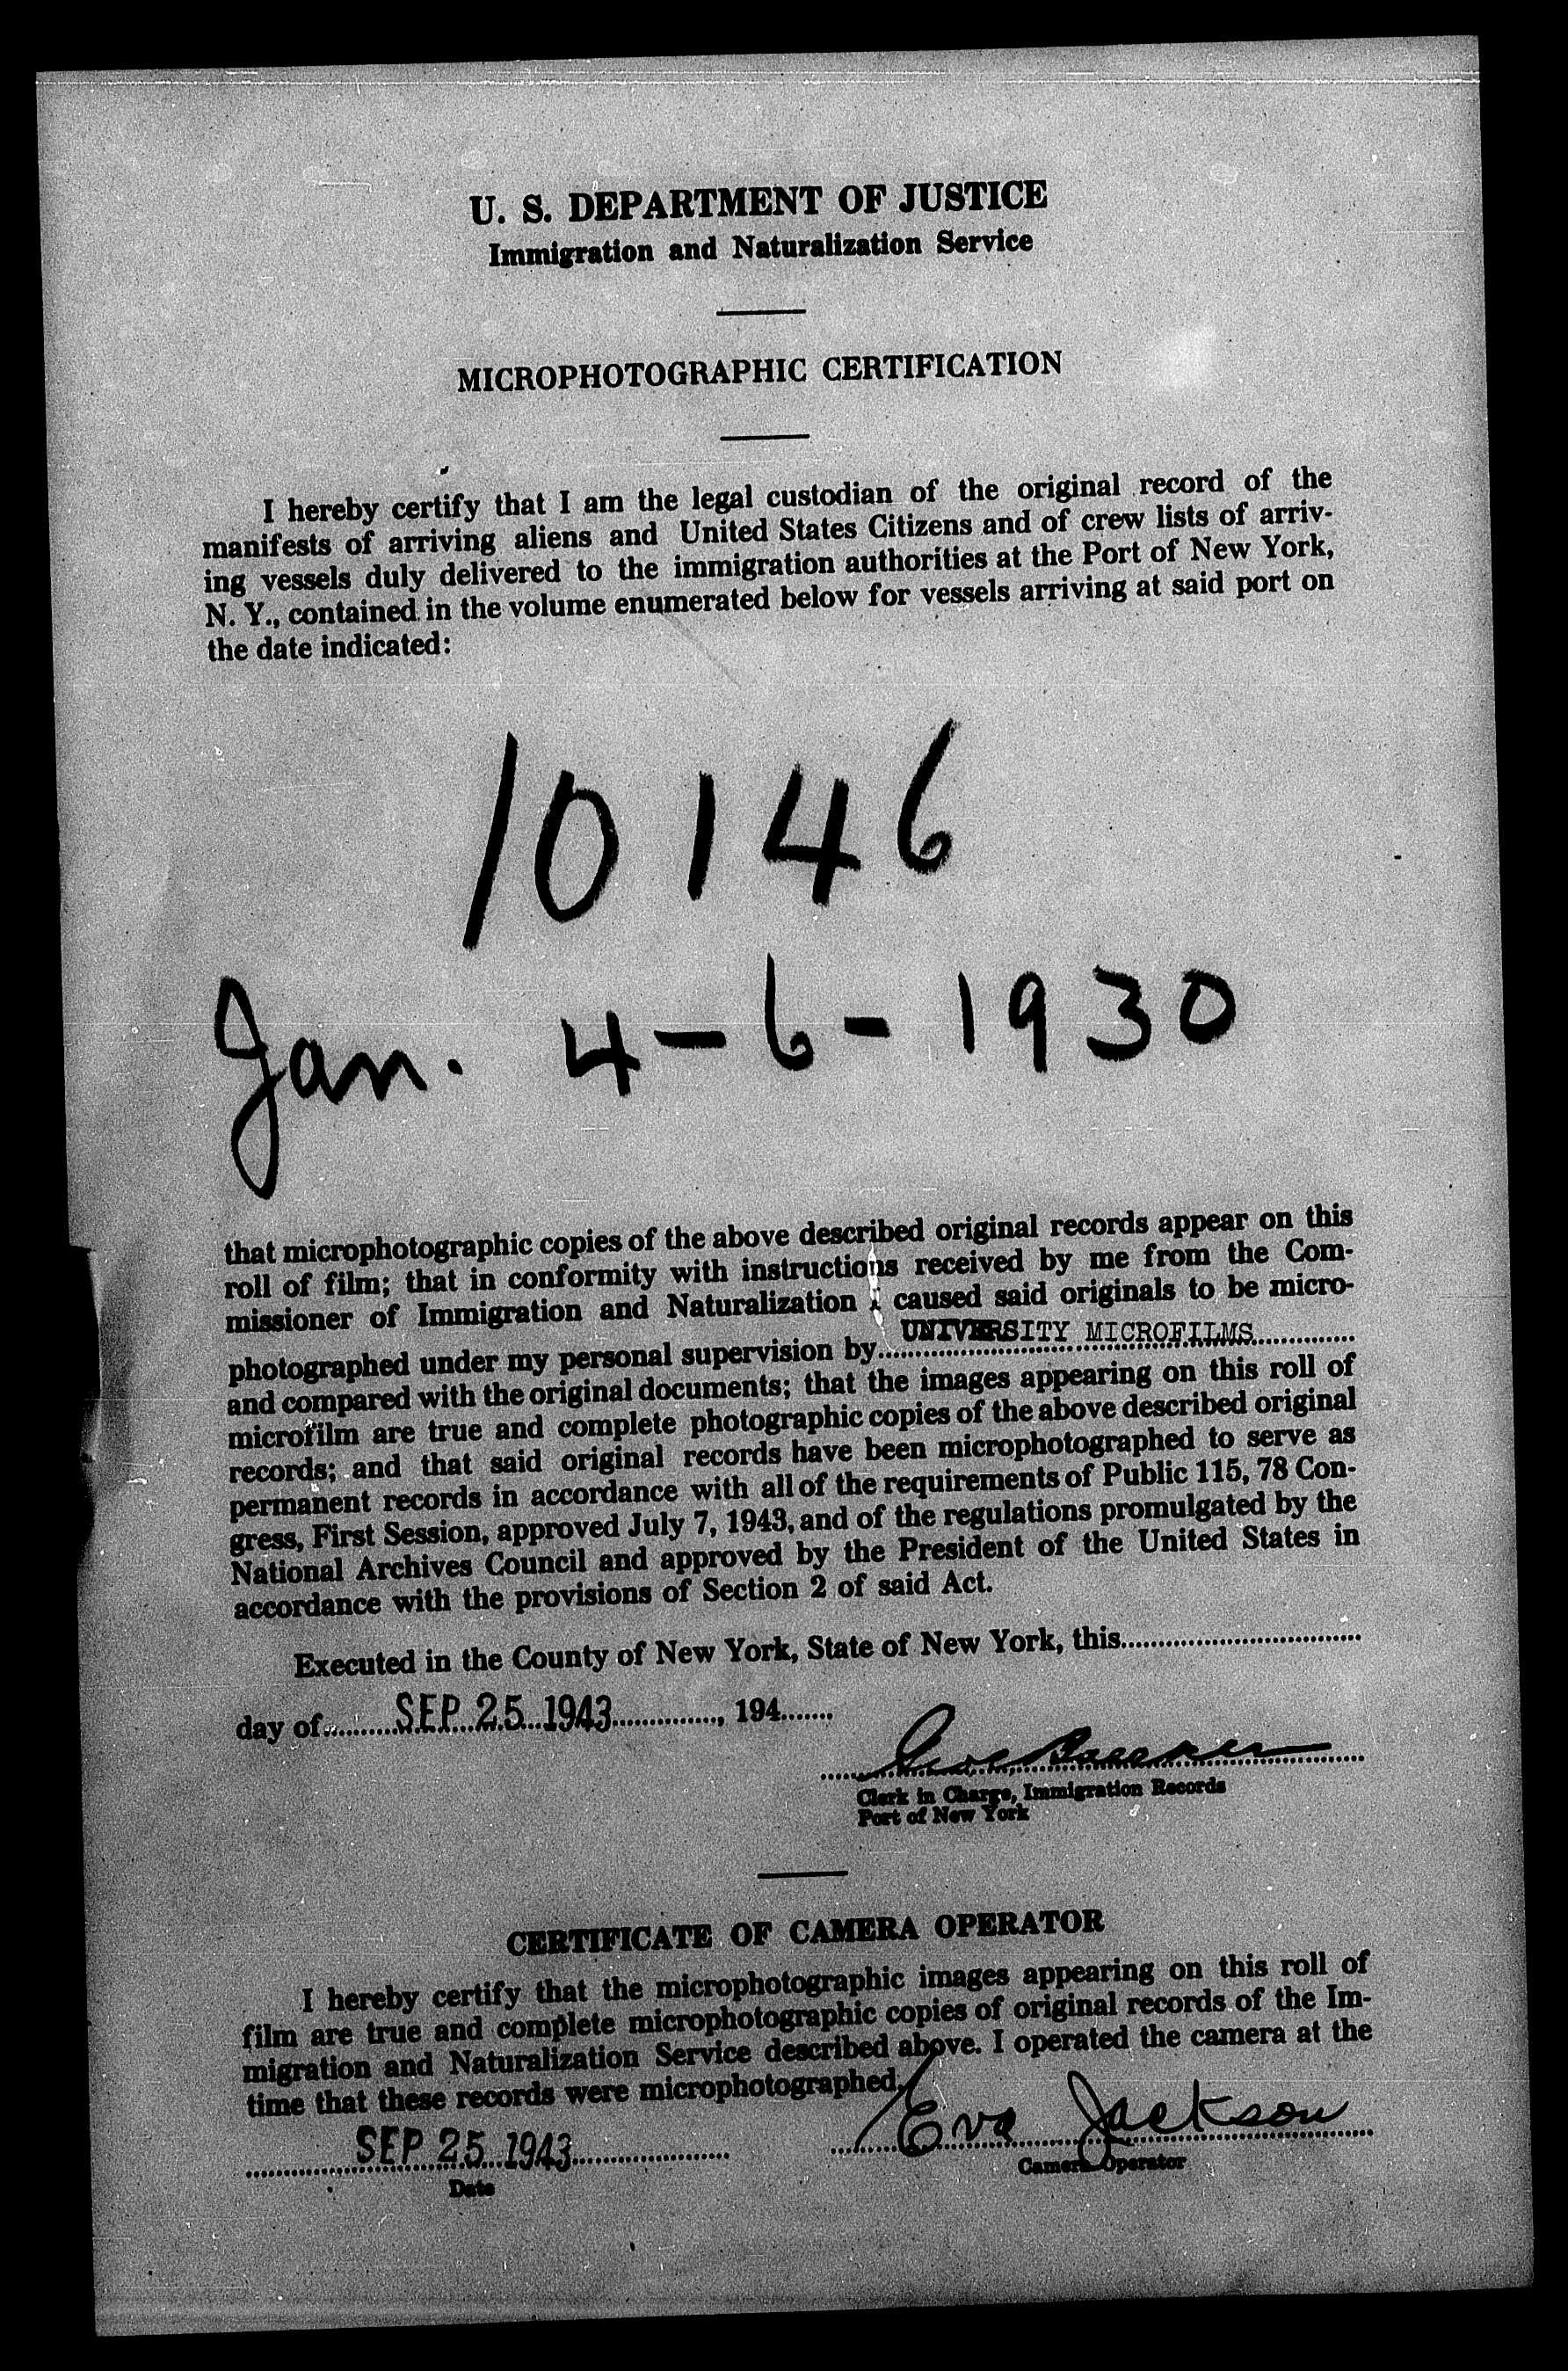 U. S. DEPARTMENT OF JUSTICE
Immigration and Naturalization Service
MICROPHOTOGRAPHIC CERTIFICATION
I hereby certify that I am the legal custodian of the original record of the
manifests of arriving aliens and United States Citizens and of crew lists of arriv-
ing vessels duly delivered to the immigration authorities at the Port of New York,
N. Y., contained in the volume enumerated below for vessels arriving at said port on
the date indicated:
10146
Jan. 4-6-1930
that microphotographic copies of the above described original records appear on this
roll of film; that in conformity with instructions received by me from the Com-
missioner of Immigration and Naturalization I caused said originals to be micro-
photographed under my personal supervision by UNIVERSITY MICROFILMS
and compared with the original documents; that the images appearing on this roll of
microfilm are true and complete photographic copies of the above described original
records; and that said original records have been microphotographed to serve as
permanent records in accordance with all of the requirements of Public 115, 78 Con-
gress, First Session, approved July 7, 1943, and of the regulations promulgated by the
National Archives Council and approved by the President of the United States in
accordance with the provisions of Section 2 of said Act.
Executed in the County of New York, State of New York, this
day of SEP 25 1943, 194
Clerk in Charge, Immigration Records
Port of New York
CERTIFICATE OF CAMERA OPERATOR
I hereby certify that the microphotographic images appearing on this roll of
film are true and complete microphotographic copies of original records of the Im-
migration and Naturalization Service described above. I operated the camera at the
time that these records were microphotographed.
SEP 25 1943 Eva Jackson
Date Camera Operator